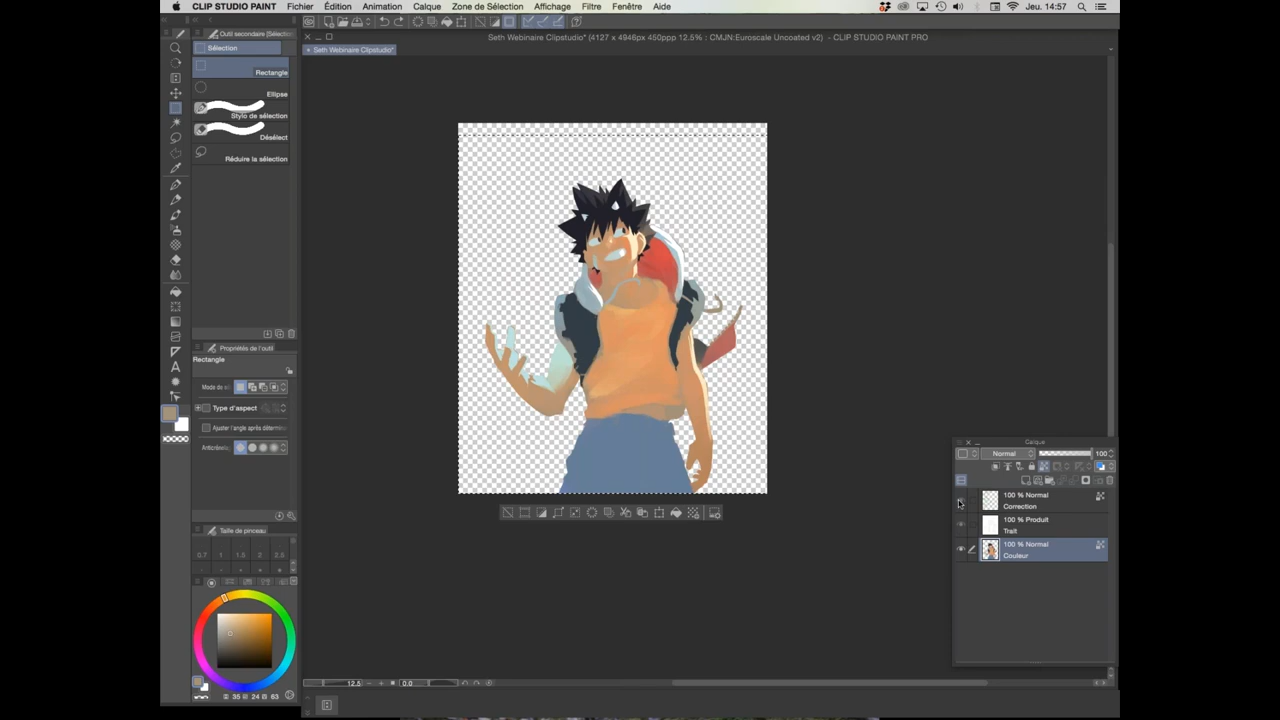 CLIP STUDIO PAINT Fichier Édition Animation Calque Zone de Sélection Affichage Filtre Fenêtre Aide Jeu. 14:57
Outil secondaire [Sélection
Seth Webinaire Clipstudio* (4127 x 4946px 450ppp 12.5% : CMJN:Euroscale Uncoated v2) - CLIP STUDIO PAINT PRO
Sélection
Seth Webinaire Clipstudio*
Rectangle
Ellipse
Stylo de sélection
Désélect
Réduire la sélection
Propriétés de l'outil
Rectangle
Mode de sé
Type d'aspect
Ajuster l'angle après détermin
Anticrénel
Taille de pinceau
0.7 1 1.5 2 2.5
35 24 63
Calque
Normal 100
100 % Normal
Correction
100 % Produit
Trait
100 % Normal
Couleur
12.5 0.0